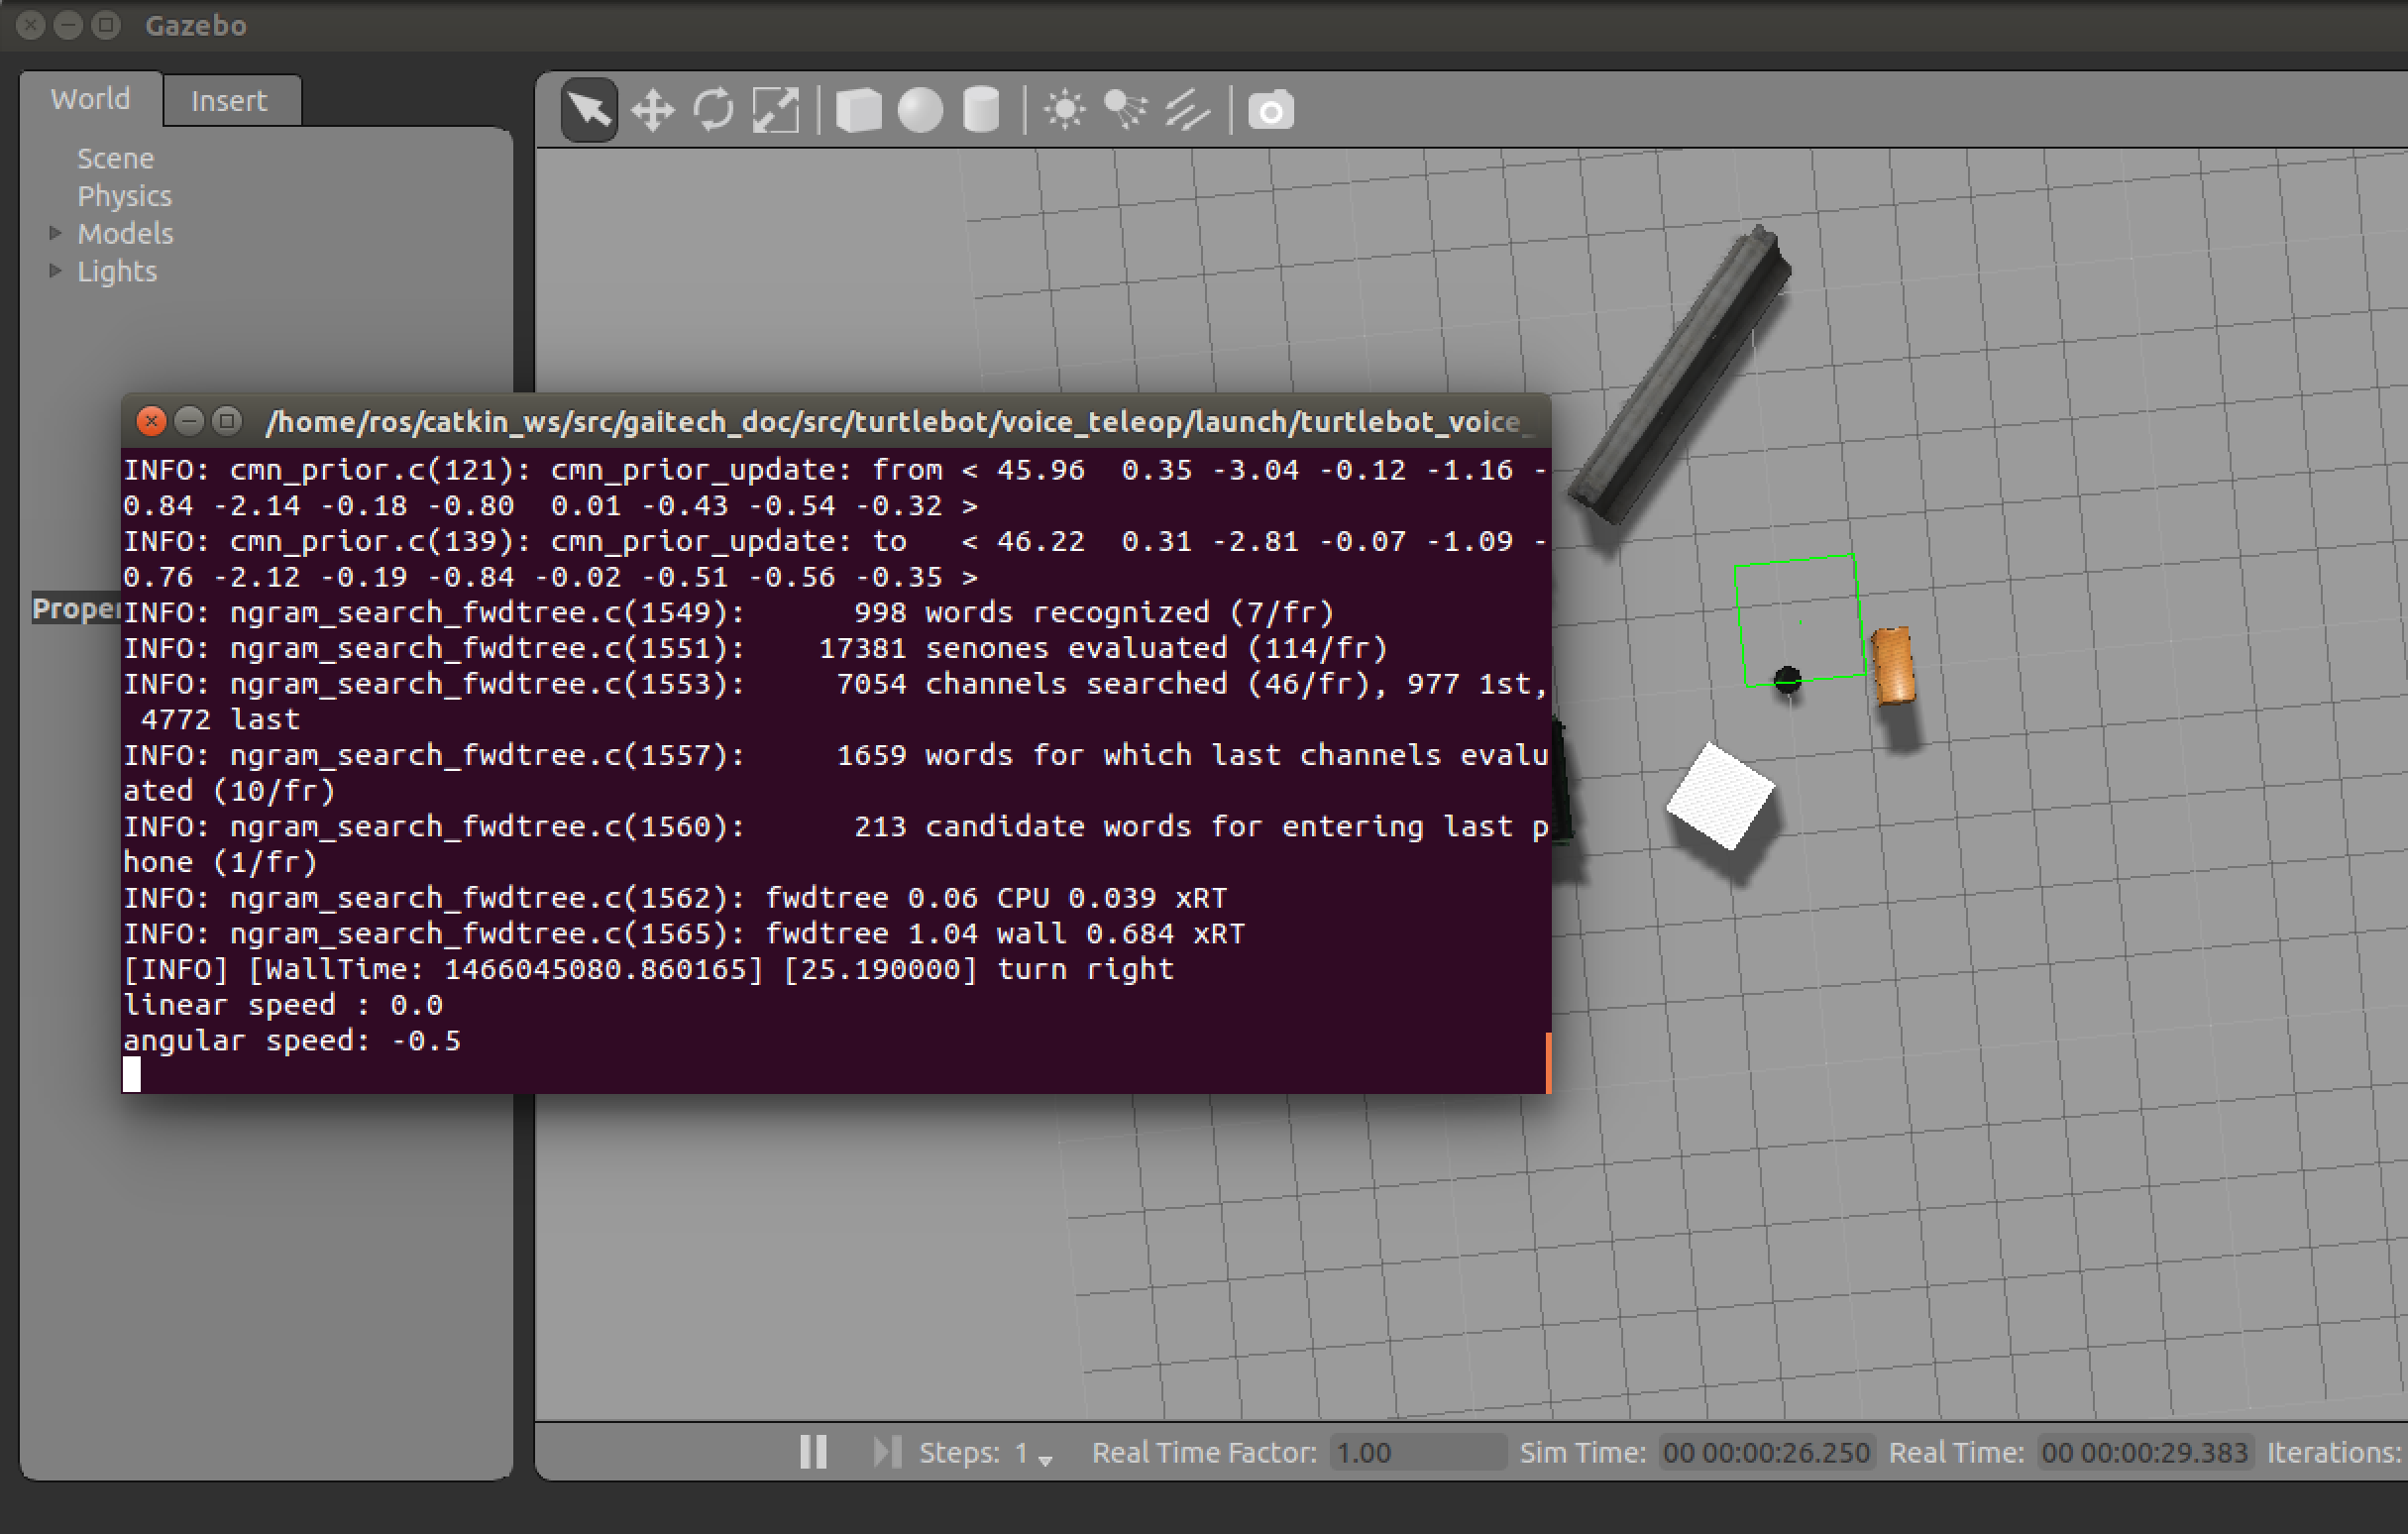 Gazebo
World Insert
Scene
Physics
Models
Lights
/home/ros/catkin_ws/src/gaitech_doc/src/turtlebot/voice_teleop/launch/turtlebot_voice_
INFO: cmn_prior.c(121): cmn_prior_update: from < 45.96  0.35 -3.04 -0.12 -1.16 -
0.84 -2.14 -0.18 -0.80  0.01 -0.43 -0.54 -0.32 >
INFO: cmn_prior.c(139): cmn_prior_update: to   < 46.22  0.31 -2.81 -0.07 -1.09 -
0.76 -2.12 -0.19 -0.84 -0.02 -0.51 -0.56 -0.35 >
Proper
INFO: ngram_search_fwdtree.c(1549):      998 words recognized (7/fr)
INFO: ngram_search_fwdtree.c(1551):    17381 senones evaluated (114/fr)
INFO: ngram_search_fwdtree.c(1553):     7054 channels searched (46/fr), 977 1st,
 4772 last
INFO: ngram_search_fwdtree.c(1557):     1659 words for which last channels evalu
ated (10/fr)
INFO: ngram_search_fwdtree.c(1560):      213 candidate words for entering last p
hone (1/fr)
INFO: ngram_search_fwdtree.c(1562): fwdtree 0.06 CPU 0.039 xRT
INFO: ngram_search_fwdtree.c(1565): fwdtree 1.04 wall 0.684 xRT
[INFO] [WallTime: 1466045080.860165] [25.190000] turn right
linear speed : 0.0
angular speed: -0.5
Steps: 1 Real Time Factor: 1.00 Sim Time: 00 00:00:26.250 Real Time: 00 00:00:29.383 Iterations: